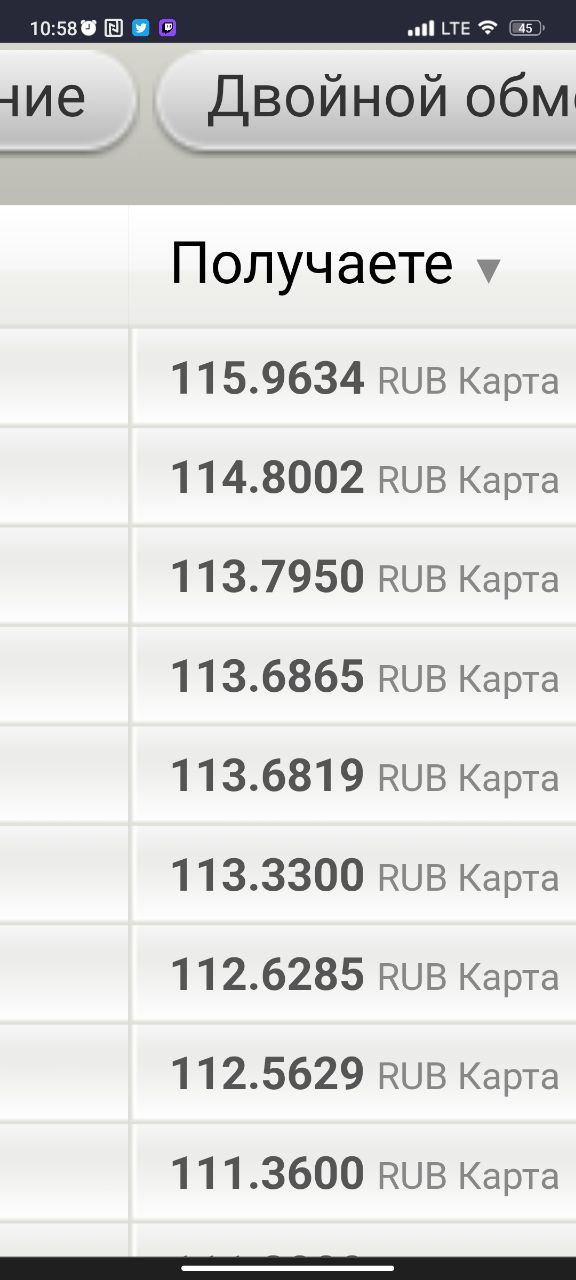 10:58 LTE 45
ние Двойной обм
Получаете ▼
115.9634 RUB Карта
114.8002 RUB Карта
113.7950 RUB Карта
113.6865 RUB Карта
113.6819 RUB Карта
113.3300 RUB Карта
112.6285 RUB Карта
112.5629 RUB Карта
111.3600 RUB Карта